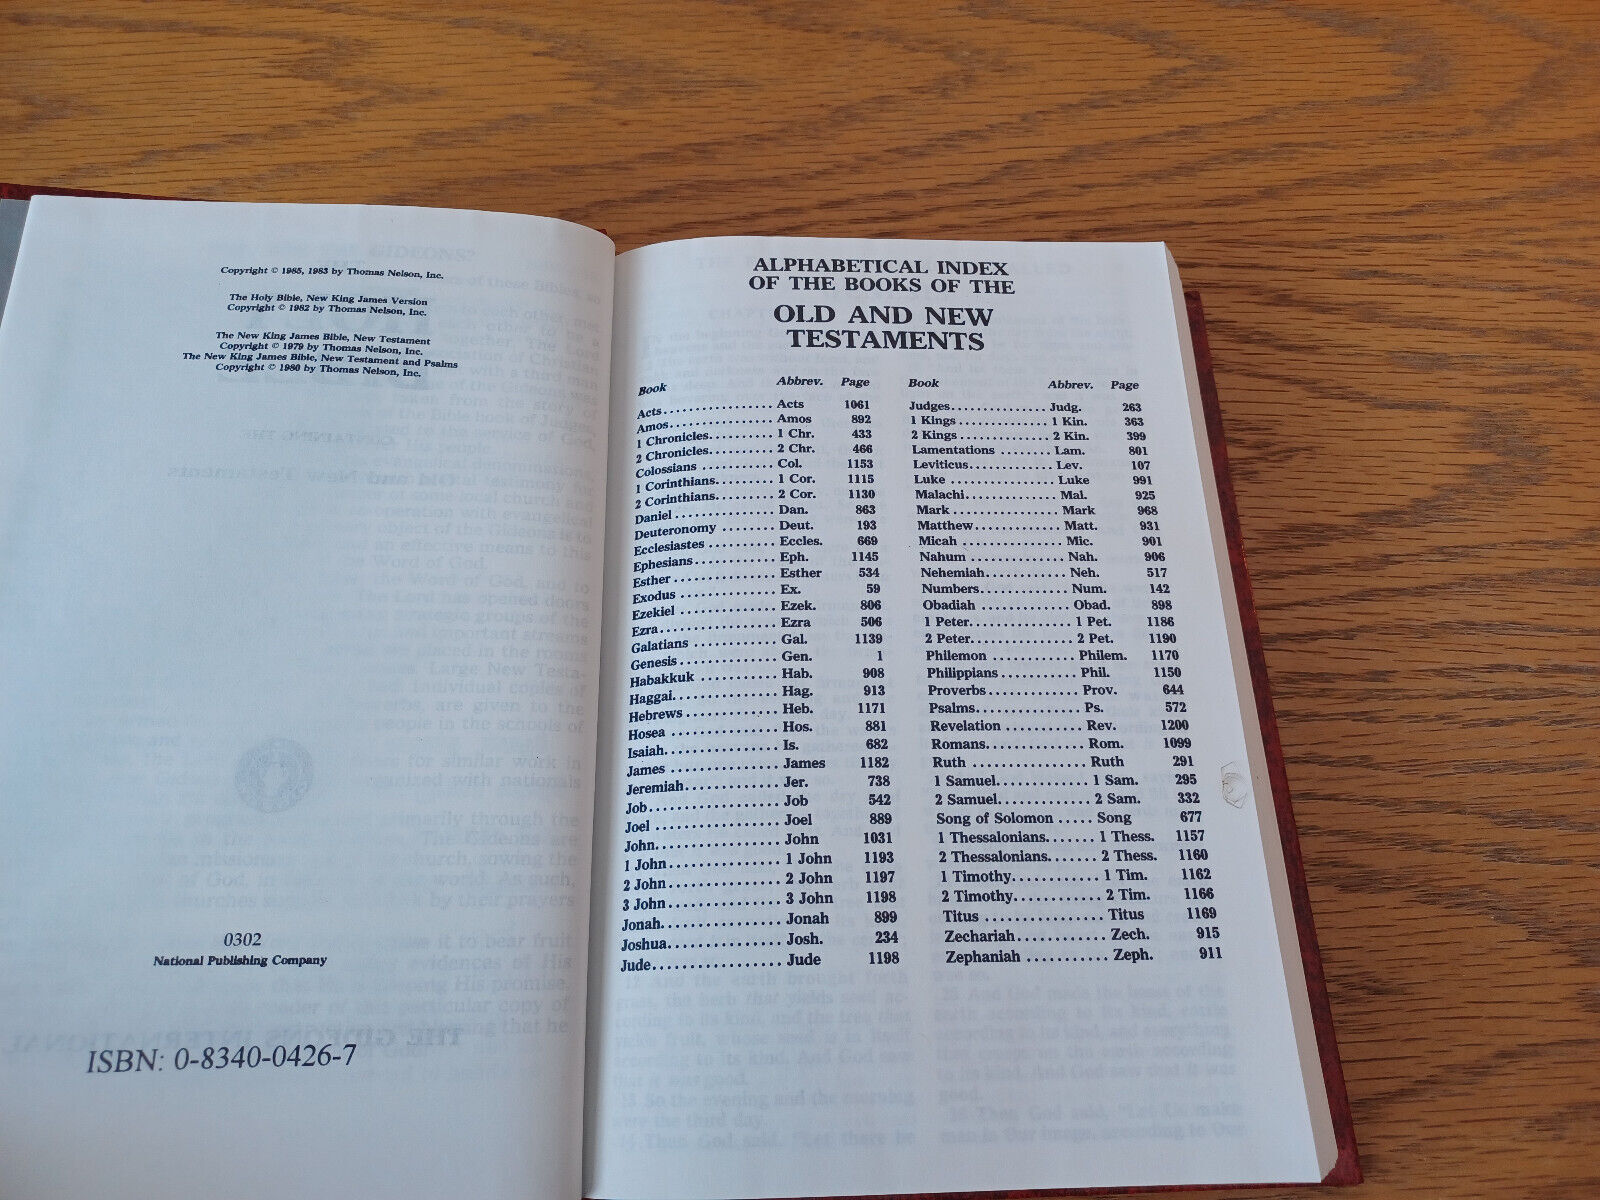 Copyright © 1985, 1983 by Thomas Nelson, Inc.
The Holy Bible, New King James Version
Copyright © 1982 by Thomas Nelson, Inc.
The New King James Bible, New Testament
Copyright © 1979 by Thomas Nelson, Inc.
The New King James Bible, New Testament and Psalms
Copyright © 1980 by Thomas Nelson, Inc.
0302
National Publishing Company
ISBN: 0-8340-0426-7
ALPHABETICAL INDEX
OF THE BOOKS OF THE
OLD AND NEW
TESTAMENTS
Book Abbrev. Page
Acts................. Acts 1061
Amos................ Amos 892
1 Chronicles.......... 1 Chr. 433
2 Chronicles.......... 2 Chr. 466
Colossians ........... Col. 1153
1 Corinthians......... 1 Cor. 1115
2 Corinthians......... 2 Cor. 1130
Daniel ............... Dan. 863
Deuteronomy ........ Deut. 193
Ecclesiastes .......... Eccles. 669
Ephesians............ Eph. 1145
Esther ............... Esther 534
Exodus .............. Ex. 59
Ezekiel .............. Ezek. 806
Ezra................. Ezra 506
Galatians ............ Gal. 1139
Genesis.............. Gen. 1
Habakkuk ........... Hab. 908
Haggai............... Hag. 913
Hebrews ............. Heb. 1171
Hosea ............... Hos. 881
Isaiah................ Is. 682
James ............... James 1182
Jeremiah............. Jer. 738
Job.................. Job 542
Joel ................. Joel 889
John................. John 1031
1 John............... 1 John 1193
2 John............... 2 John 1197
3 John............... 3 John 1198
Jonah................ Jonah 899
Joshua............... Josh. 234
Jude................. Jude 1198
Book Abbrev. Page
Judges.............. Judg. 263
1 Kings ............. 1 Kin. 363
2 Kings ............. 2 Kin. 399
Lamentations ....... Lam. 801
Leviticus............ Lev. 107
Luke ............... Luke 991
Malachi............. Mal. 925
Mark ............... Mark 968
Matthew............ Matt. 931
Micah .............. Mic. 901
Nahum ............. Nah. 906
Nehemiah........... Neh. 517
Numbers............ Num. 142
Obadiah ............ Obad. 898
1 Peter.............. 1 Pet. 1186
2 Peter.............. 2 Pet. 1190
Philemon ........... Philem. 1170
Philippians .......... Phil. 1150
Proverbs............ Prov. 644
Psalms.............. Ps. 572
Revelation .......... Rev. 1200
Romans............. Rom. 1099
Ruth ............... Ruth 291
1 Samuel............ 1 Sam. 295
2 Samuel............ 2 Sam. 332
Song of Solomon ..... Song 677
1 Thessalonians....... 1 Thess. 1157
2 Thessalonians....... 2 Thess. 1160
1 Timothy............ 1 Tim. 1162
2 Timothy............ 2 Tim. 1166
Titus ................ Titus 1169
Zechariah............ Zech. 915
Zephaniah ........... Zeph. 911